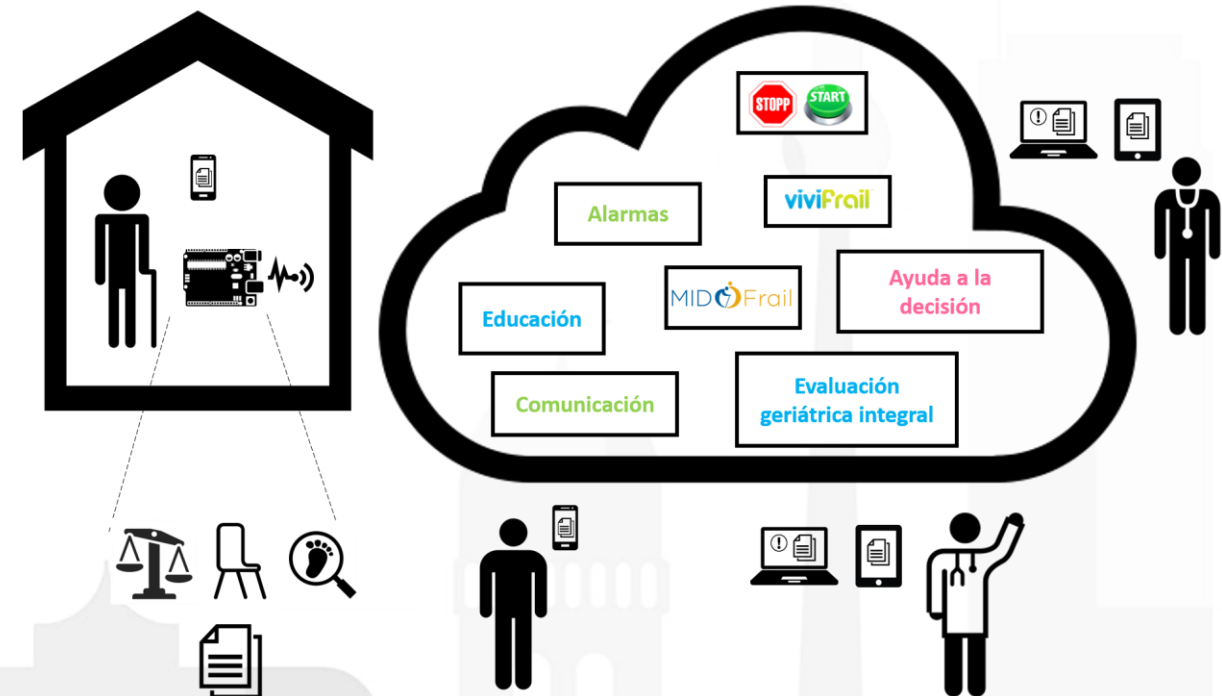 STOPP
START
Alarmas
viviFrail
MIDFrail
Ayuda a la
decisión
Educación
Comunicación
Evaluación
geriátrica integral